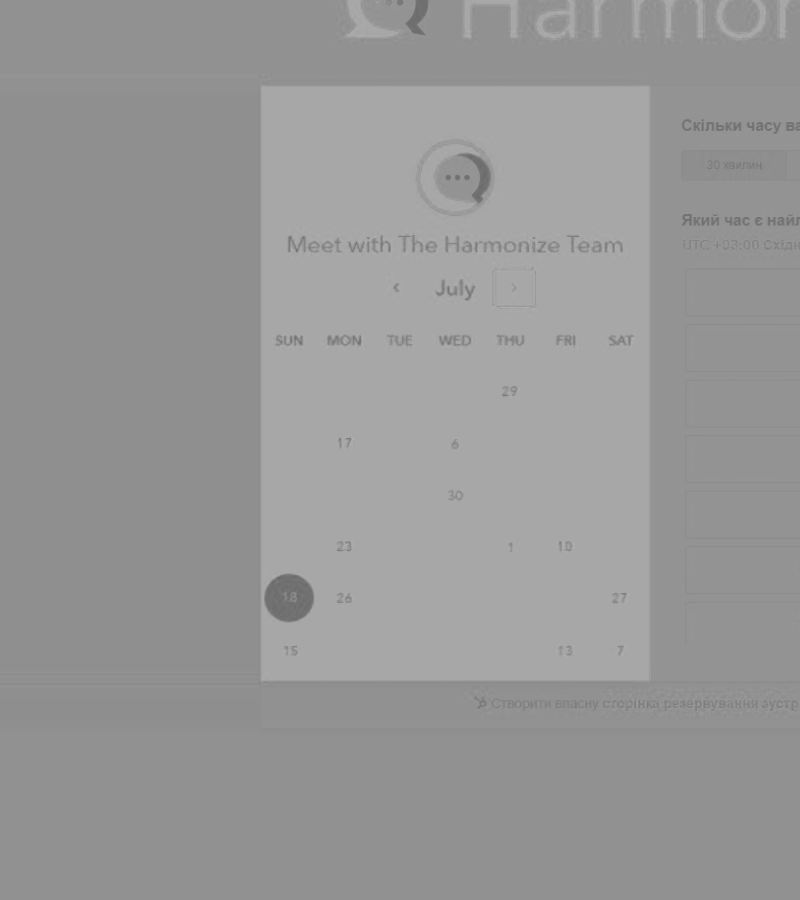 Harmon
Meet with The Harmonize Team
‹ July ›
SUN MON TUE WED THU FRI SAT
29
17 6
30
23 1 10
18 26 27
15 13 7
Скільки часу ва
30 хвилин
Який час є найл
UTC +03:00 Східн
Створити власну сторінка резервування зустр